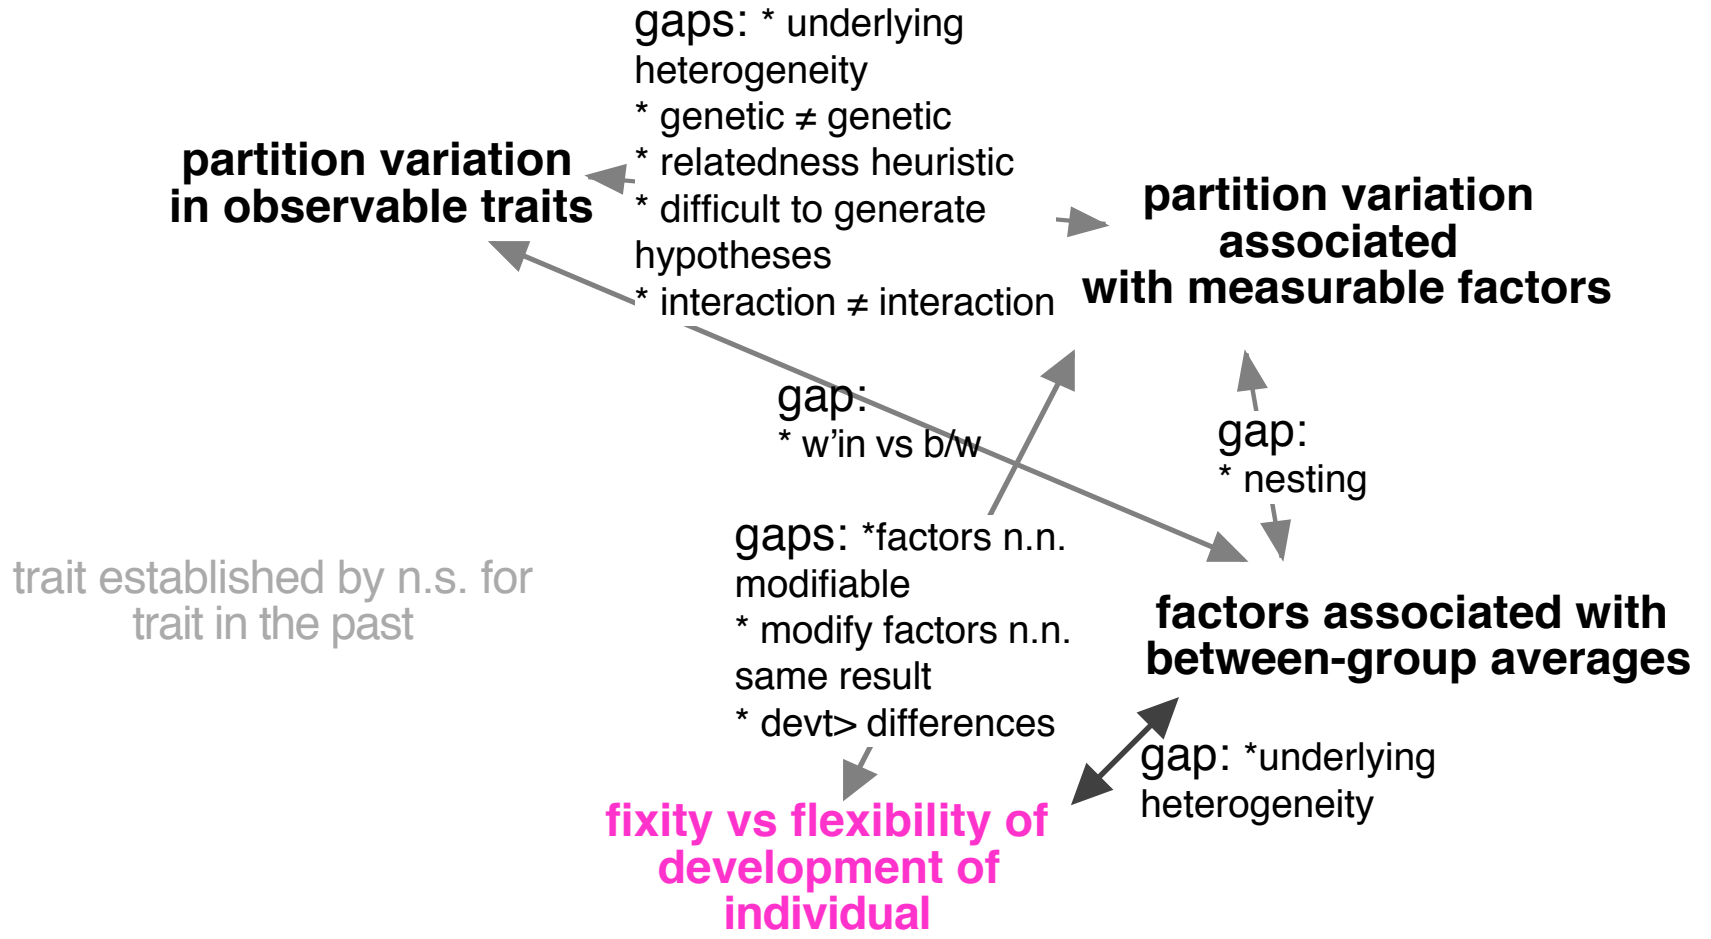 gaps: * underlying
heterogeneity
* genetic ≠ genetic
* relatedness heuristic
* difficult to generate
hypotheses
* interaction ≠ interaction
partition variation
in observable traits
partition variation
associated
with measurable factors
gap:
* w'in vs b/w
gap:
* nesting
gaps: *factors n.n.
modifiable
* modify factors n.n.
same result
* devt> differences
trait established by n.s. for
trait in the past
factors associated with
between-group averages
gap: *underlying
heterogeneity
fixity vs flexibility of
development of
individual